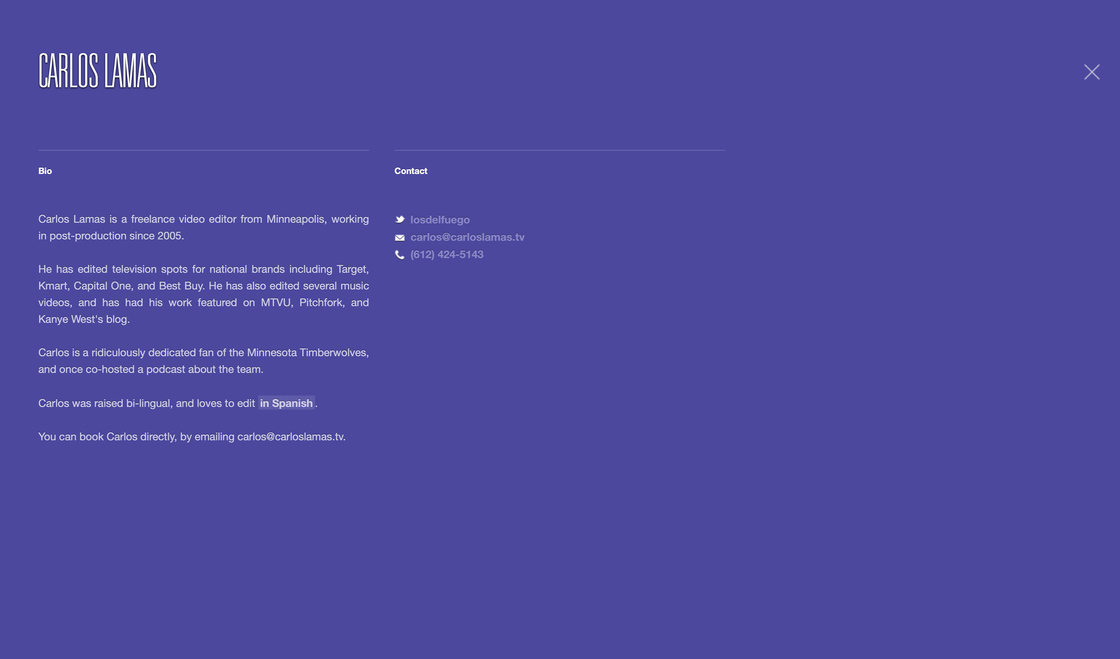 CARLOS LAMAS
Bio
Carlos Lamas is a freelance video editor from Minneapolis, working
in post-production since 2005.
He has edited television spots for national brands including Target,
Kmart, Capital One, and Best Buy. He has also edited several music
videos, and has had his work featured on MTVU, Pitchfork, and
Kanye West's blog.
Carlos is a ridiculously dedicated fan of the Minnesota Timberwolves,
and once co-hosted a podcast about the team.
Carlos was raised bi-lingual, and loves to edit in Spanish.
You can book Carlos directly, by emailing carlos@carloslamas.tv.
Contact
losdelfuego
carlos@carloslamas.tv
(612) 424-5143